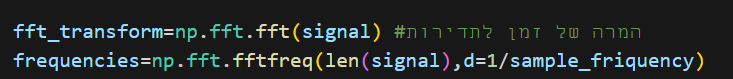 fft_transform=np.fft.fft(signal) #המרה של זמן לתדירות
frequencies=np.fft.fftfreq(len(signal),d=1/sample_friquency)